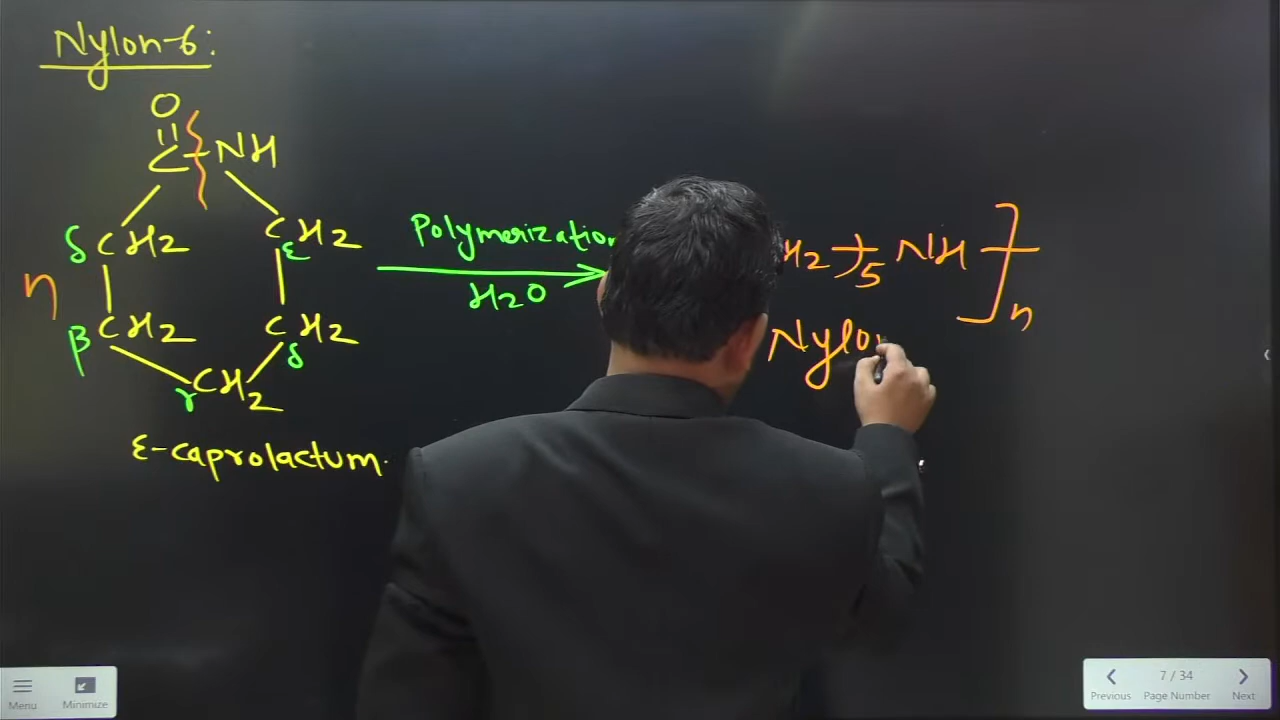 Nylon-6:
O
C - NH
δ CH2 CH2 ε
Polymerization
H2O
H2)5 NH ]n
n
β CH2 CH2 δ
Nylon
γ CH2
ε-caprolactum.
Menu
Minimize
7 / 34
Previous Page Number Next